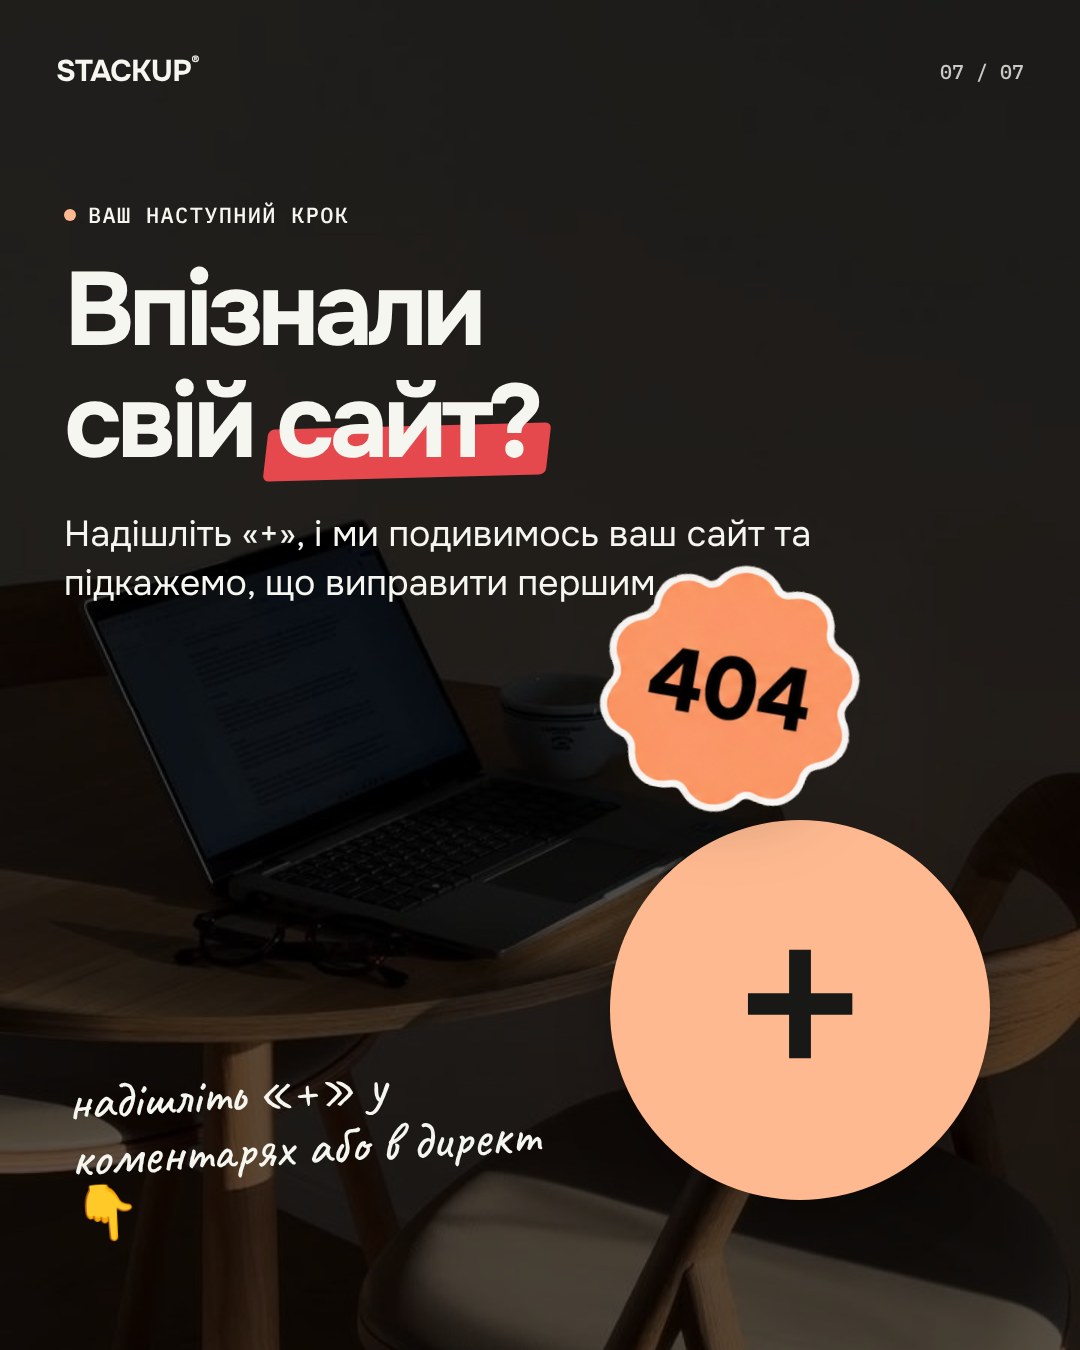 STACKUP®
07 / 07
ВАШ НАСТУПНИЙ КРОК
Впізнали
свій сайт?
Надішліть «+», і ми подивимось ваш сайт та
підкажемо, що виправити першим
404
+
надішліть «+» у
коментарях або в директ
👇